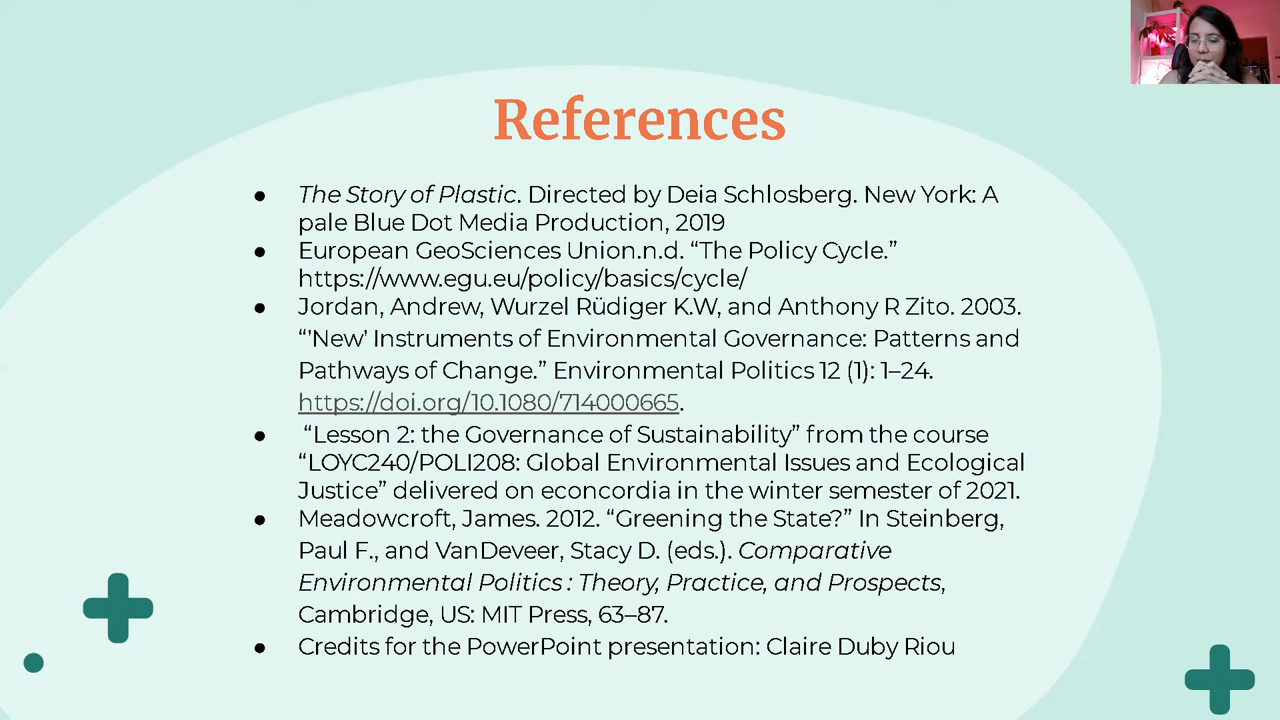 References
● The Story of Plastic. Directed by Deia Schlosberg. New York: A
pale Blue Dot Media Production, 2019
● European GeoSciences Union.n.d. “The Policy Cycle.”
https://www.egu.eu/policy/basics/cycle/
● Jordan, Andrew, Wurzel Rüdiger K.W, and Anthony R Zito. 2003.
“’New’ Instruments of Environmental Governance: Patterns and
Pathways of Change.” Environmental Politics 12 (1): 1–24.
https://doi.org/10.1080/714000665.
● “Lesson 2: the Governance of Sustainability” from the course
“LOYC240/POLI208: Global Environmental Issues and Ecological
Justice” delivered on econcordia in the winter semester of 2021.
● Meadowcroft, James. 2012. “Greening the State?” In Steinberg,
Paul F., and VanDeveer, Stacy D. (eds.). Comparative
Environmental Politics : Theory, Practice, and Prospects,
Cambridge, US: MIT Press, 63–87.
● Credits for the PowerPoint presentation: Claire Duby Riou